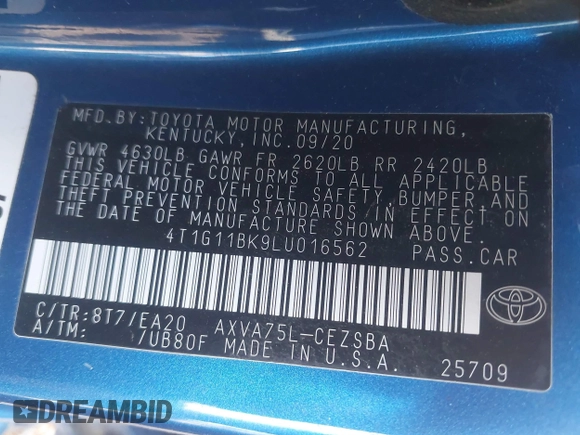 MFD.BY:TOYOTA MOTOR MANUFACTURING,
KENTUCKY, INC.09/20
GVWR 4630LB GAWR FR 2620LB RR 2420LB
THIS VEHICLE CONFORMS TO ALL APPLICABLE
FEDERAL MOTOR VEHICLE SAFETY, BUMPER, AND
THEFT PREVENTION STANDARDS IN EFFECT ON
THE DATE OF MANUFACTURE SHOWN ABOVE.
4T1G11BK9LU016562 PASS.CAR
C/TR:8T7/EA20 AXVA75L-CEZSBA
A/TM: /UB80F MADE IN U.S.A.
25709
DREAMBID